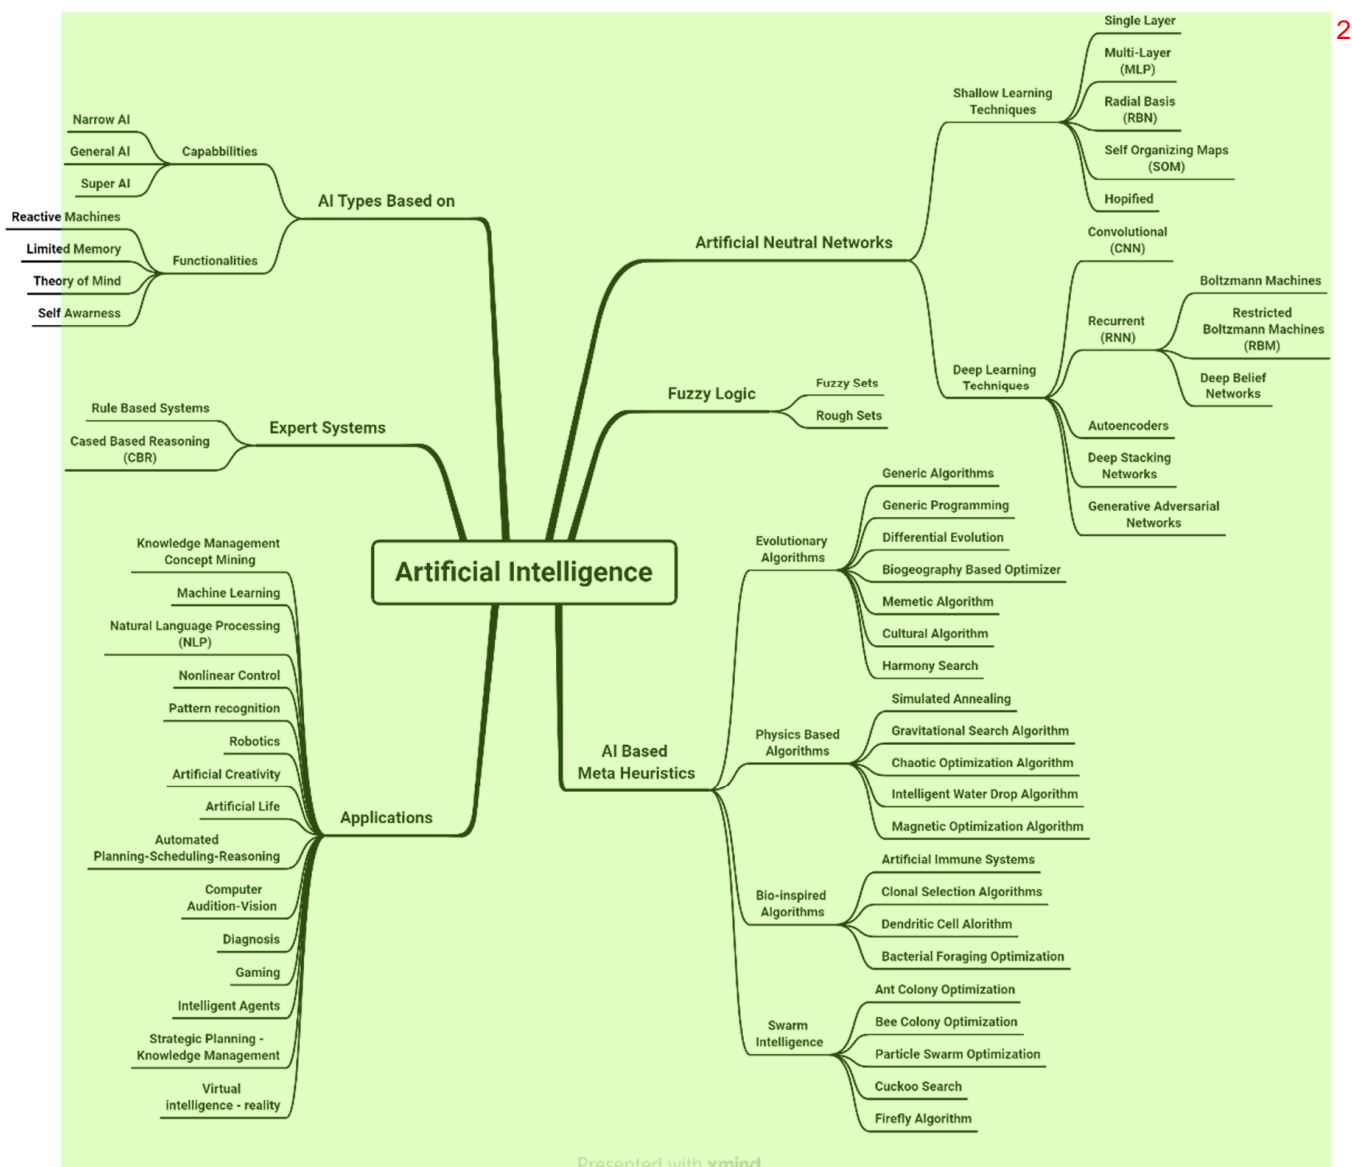 2
Artificial Intelligence
AI Types Based on
Capabbilities
Narrow AI
General AI
Super AI
Functionalities
Reactive Machines
Limited Memory
Theory of Mind
Self Awarness
Expert Systems
Rule Based Systems
Cased Based Reasoning
(CBR)
Applications
Knowledge Management
Concept Mining
Machine Learning
Natural Language Processing
(NLP)
Nonlinear Control
Pattern recognition
Robotics
Artificial Creativity
Artificial Life
Automated
Planning-Scheduling-Reasoning
Computer
Audition-Vision
Diagnosis
Gaming
Intelligent Agents
Strategic Planning -
Knowledge Management
Virtual
intelligence - reality
Artificial Neutral Networks
Shallow Learning
Techniques
Single Layer
Multi-Layer
(MLP)
Radial Basis
(RBN)
Self Organizing Maps
(SOM)
Hopified
Deep Learning
Techniques
Convolutional
(CNN)
Recurrent
(RNN)
Boltzmann Machines
Restricted
Boltzmann Machines
(RBM)
Deep Belief
Networks
Autoencoders
Deep Stacking
Networks
Generative Adversarial
Networks
Fuzzy Logic
Fuzzy Sets
Rough Sets
AI Based
Meta Heuristics
Evolutionary
Algorithms
Generic Algorithms
Generic Programming
Differential Evolution
Biogeography Based Optimizer
Memetic Algorithm
Cultural Algorithm
Harmony Search
Physics Based
Algorithms
Simulated Annealing
Gravitational Search Algorithm
Chaotic Optimization Algorithm
Intelligent Water Drop Algorithm
Magnetic Optimization Algorithm
Bio-inspired
Algorithms
Artificial Immune Systems
Clonal Selection Algorithms
Dendritic Cell Alorithm
Bacterial Foraging Optimization
Swarm
Intelligence
Ant Colony Optimization
Bee Colony Optimization
Particle Swarm Optimization
Cuckoo Search
Firefly Algorithm
Presented with xmind